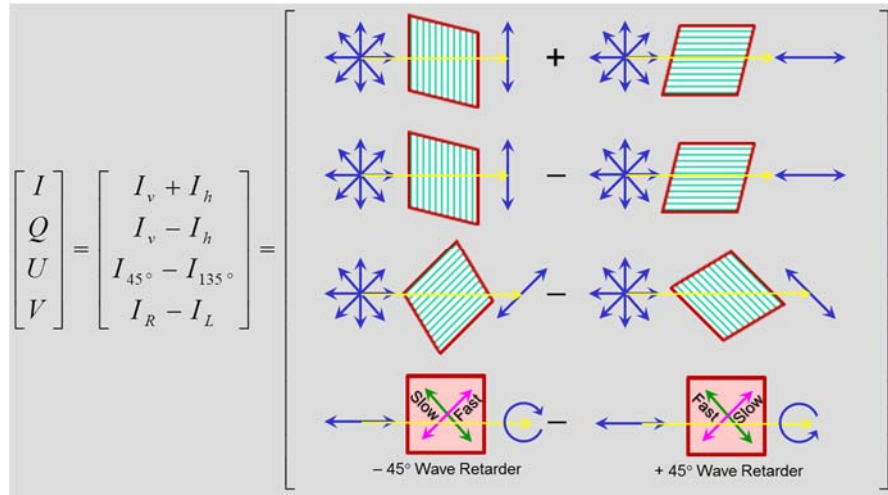 [I Q U V] = [I_v + I_h
I_v − I_h
I_45° − I_135°
I_R − I_L] =
+
−
−
Slow Fast − Fast Slow
− 45° Wave Retarder + 45° Wave Retarder